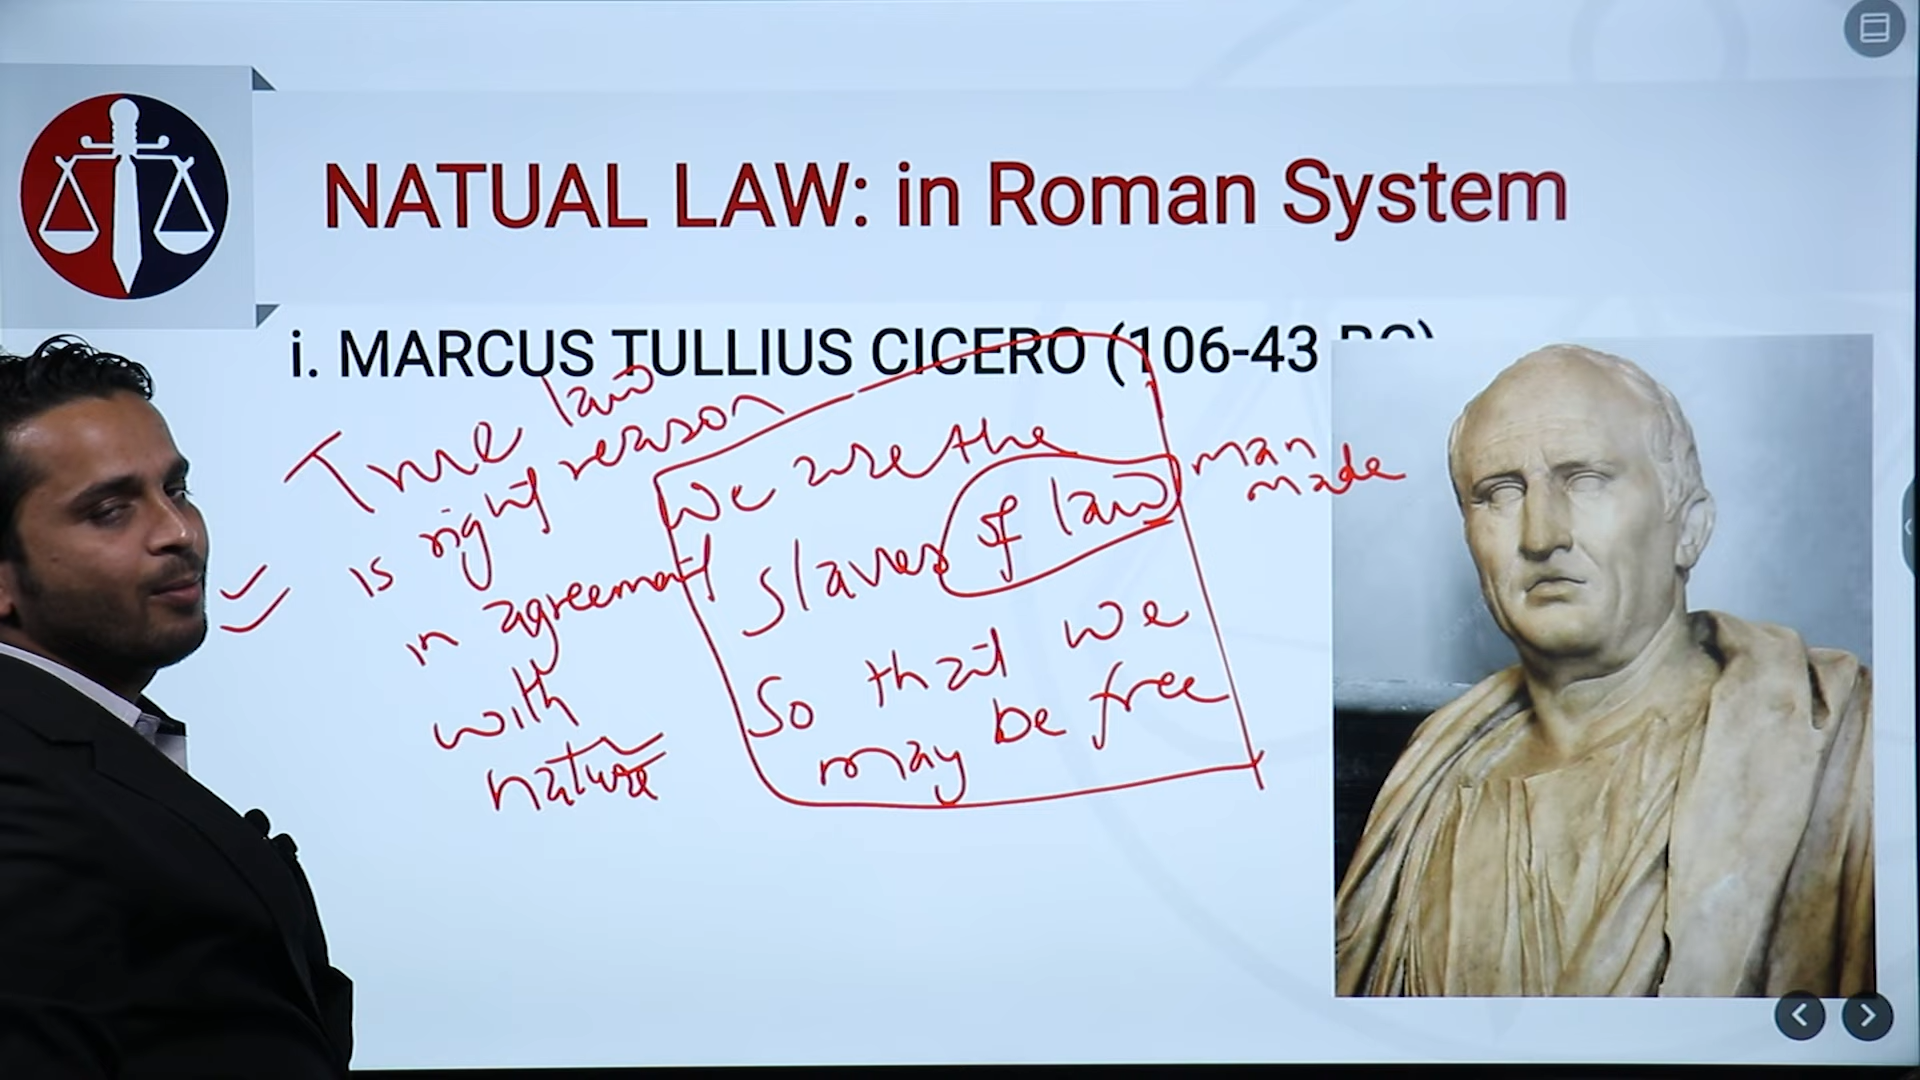 NATUAL LAW: in Roman System
i. MARCUS TULLIUS CICERO (106-43 BC)
True law
is right reason
in agreement
with
nature
We are the
slaves of law
So that we
may be free
man
made